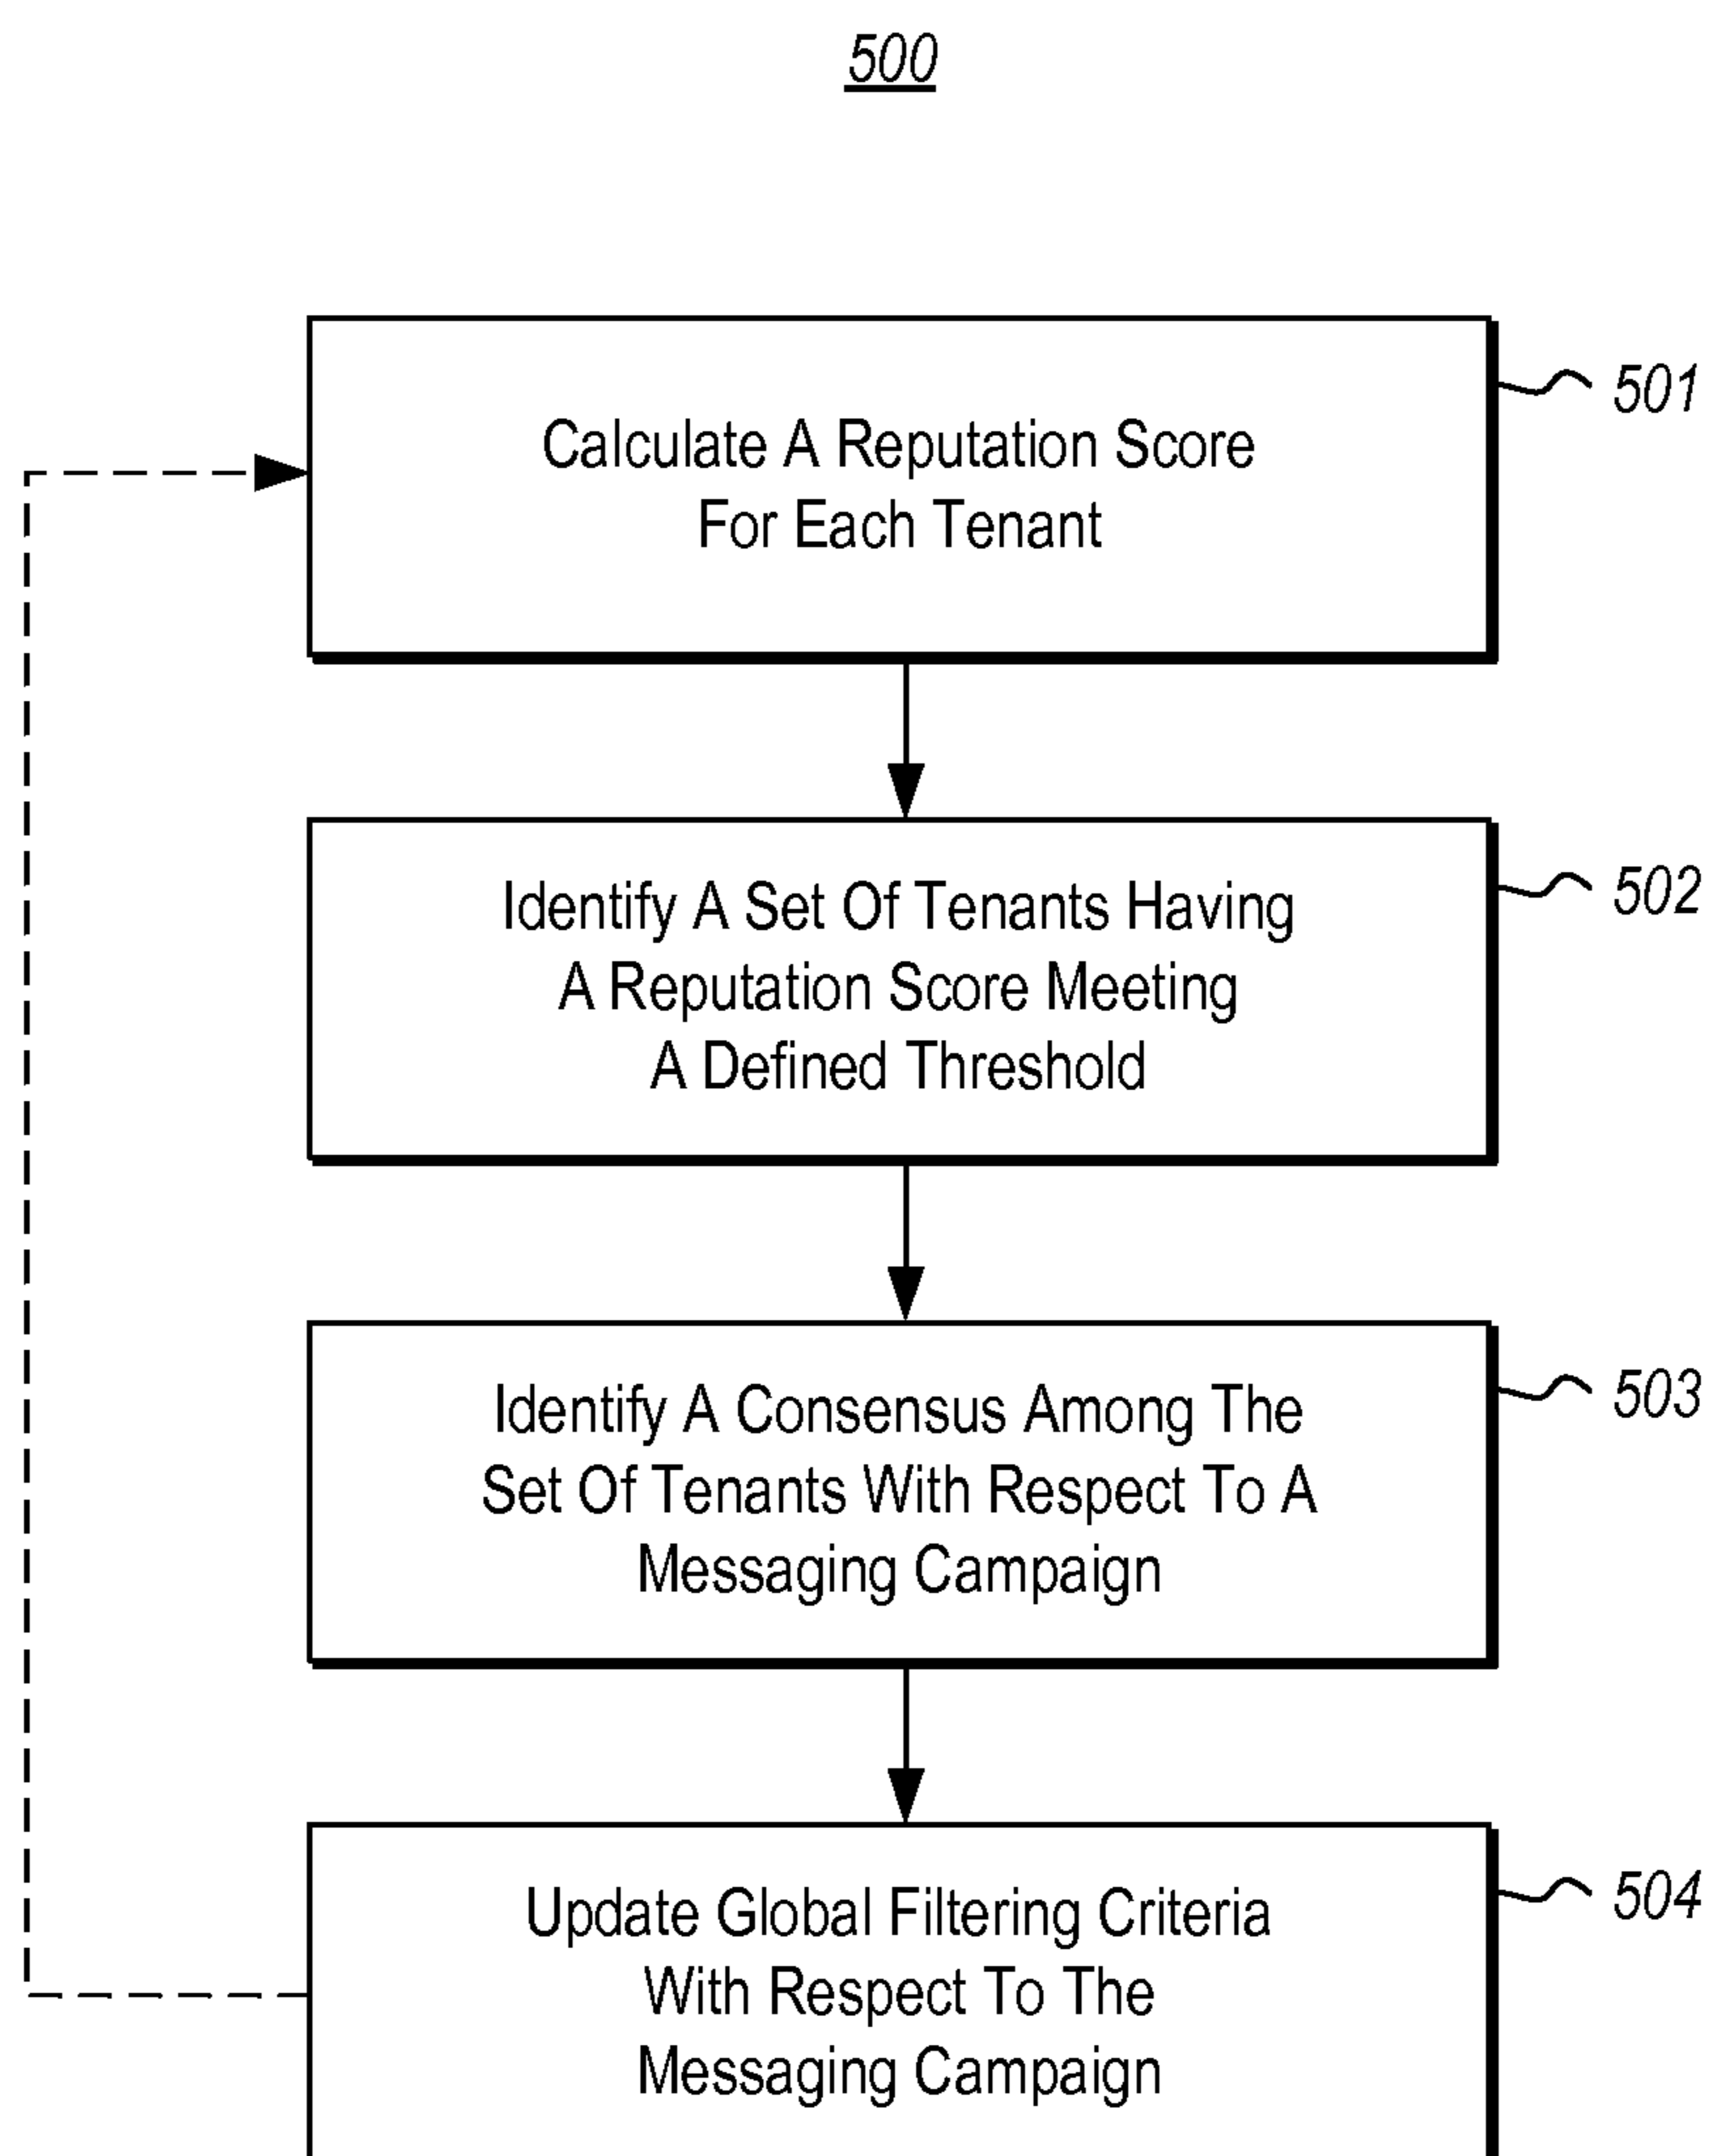 500
Calculate A Reputation Score
For Each Tenant
501
Identify A Set Of Tenants Having
A Reputation Score Meeting
A Defined Threshold
502
Identify A Consensus Among The
Set Of Tenants With Respect To A
Messaging Campaign
503
Update Global Filtering Criteria
With Respect To The
Messaging Campaign
504